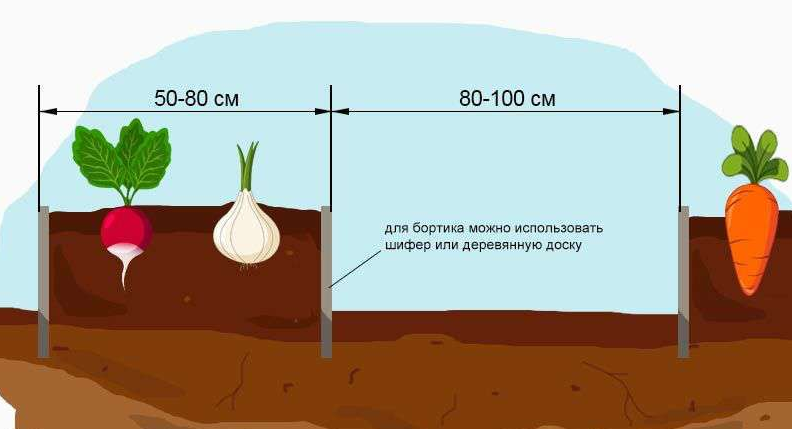 50-80 см
80-100 см
для бортика можно использовать
шифер или деревянную доску